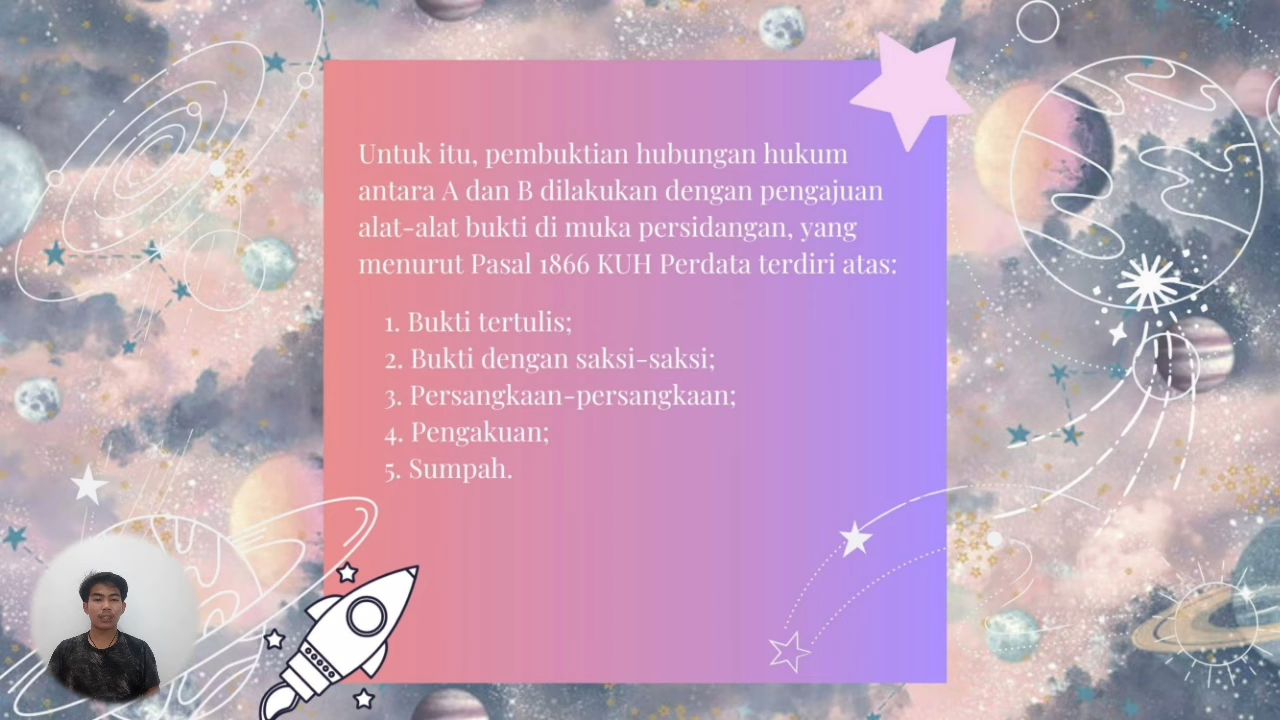 Untuk itu, pembuktian hubungan hukum
antara A dan B dilakukan dengan pengajuan
alat-alat bukti di muka persidangan, yang
menurut Pasal 1866 KUH Perdata terdiri atas:
1. Bukti tertulis;
2. Bukti dengan saksi-saksi;
3. Persangkaan-persangkaan;
4. Pengakuan;
5. Sumpah.